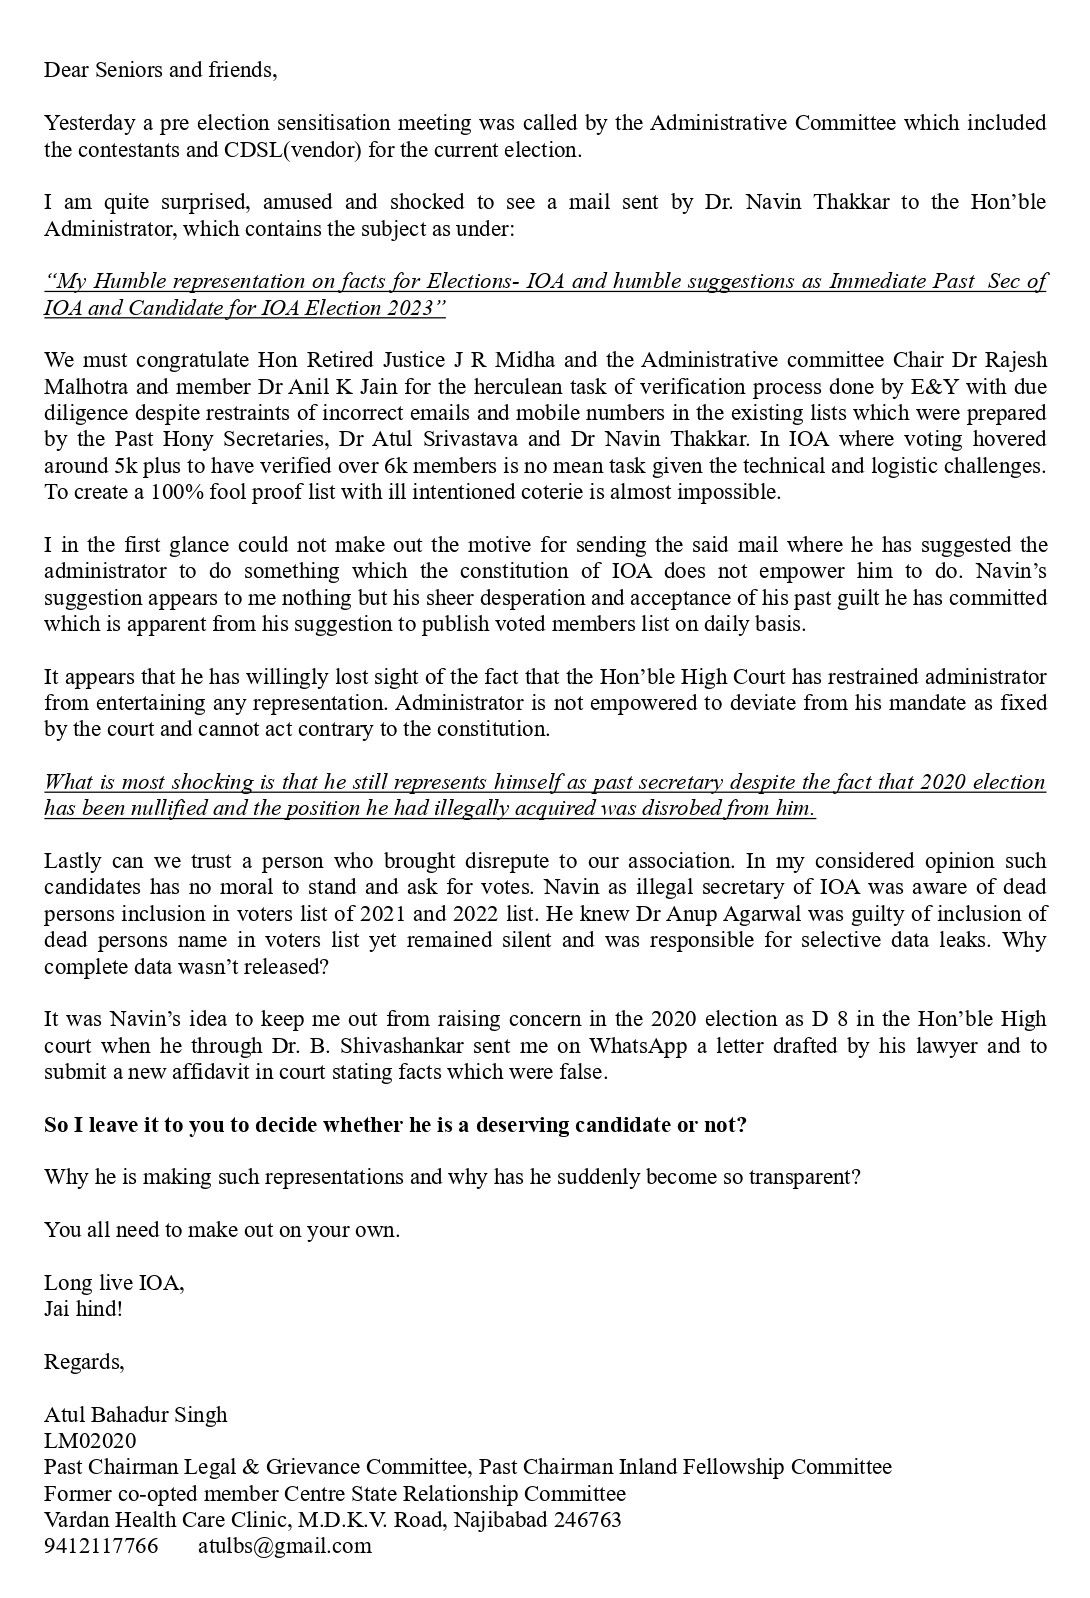 Dear Seniors and friends,
Yesterday a pre election sensitisation meeting was called by the Administrative Committee which included
the contestants and CDSL(vendor) for the current election.
I am quite surprised, amused and shocked to see a mail sent by Dr. Navin Thakkar to the Hon’ble
Administrator, which contains the subject as under:
“My Humble representation on facts for Elections- IOA and humble suggestions as Immediate Past Sec of
IOA and Candidate for IOA Election 2023”
We must congratulate Hon Retired Justice J R Midha and the Administrative committee Chair Dr Rajesh
Malhotra and member Dr Anil K Jain for the herculean task of verification process done by E&Y with due
diligence despite restraints of incorrect emails and mobile numbers in the existing lists which were prepared
by the Past Hony Secretaries, Dr Atul Srivastava and Dr Navin Thakkar. In IOA where voting hovered
around 5k plus to have verified over 6k members is no mean task given the technical and logistic challenges.
To create a 100% fool proof list with ill intentioned coterie is almost impossible.
I in the first glance could not make out the motive for sending the said mail where he has suggested the
administrator to do something which the constitution of IOA does not empower him to do. Navin’s
suggestion appears to me nothing but his sheer desperation and acceptance of his past guilt he has committed
which is apparent from his suggestion to publish voted members list on daily basis.
It appears that he has willingly lost sight of the fact that the Hon’ble High Court has restrained administrator
from entertaining any representation. Administrator is not empowered to deviate from his mandate as fixed
by the court and cannot act contrary to the constitution.
What is most shocking is that he still represents himself as past secretary despite the fact that 2020 election
has been nullified and the position he had illegally acquired was disrobed from him.
Lastly can we trust a person who brought disrepute to our association. In my considered opinion such
candidates has no moral to stand and ask for votes. Navin as illegal secretary of IOA was aware of dead
persons inclusion in voters list of 2021 and 2022 list. He knew Dr Anup Agarwal was guilty of inclusion of
dead persons name in voters list yet remained silent and was responsible for selective data leaks. Why
complete data wasn’t released?
It was Navin’s idea to keep me out from raising concern in the 2020 election as D 8 in the Hon’ble High
court when he through Dr. B. Shivashankar sent me on WhatsApp a letter drafted by his lawyer and to
submit a new affidavit in court stating facts which were false.
So I leave it to you to decide whether he is a deserving candidate or not?
Why he is making such representations and why has he suddenly become so transparent?
You all need to make out on your own.
Long live IOA,
Jai hind!
Regards,
Atul Bahadur Singh
LM02020
Past Chairman Legal & Grievance Committee, Past Chairman Inland Fellowship Committee
Former co-opted member Centre State Relationship Committee
Vardan Health Care Clinic, M.D.K.V. Road, Najibabad 246763
9412117766 atulbs@gmail.com